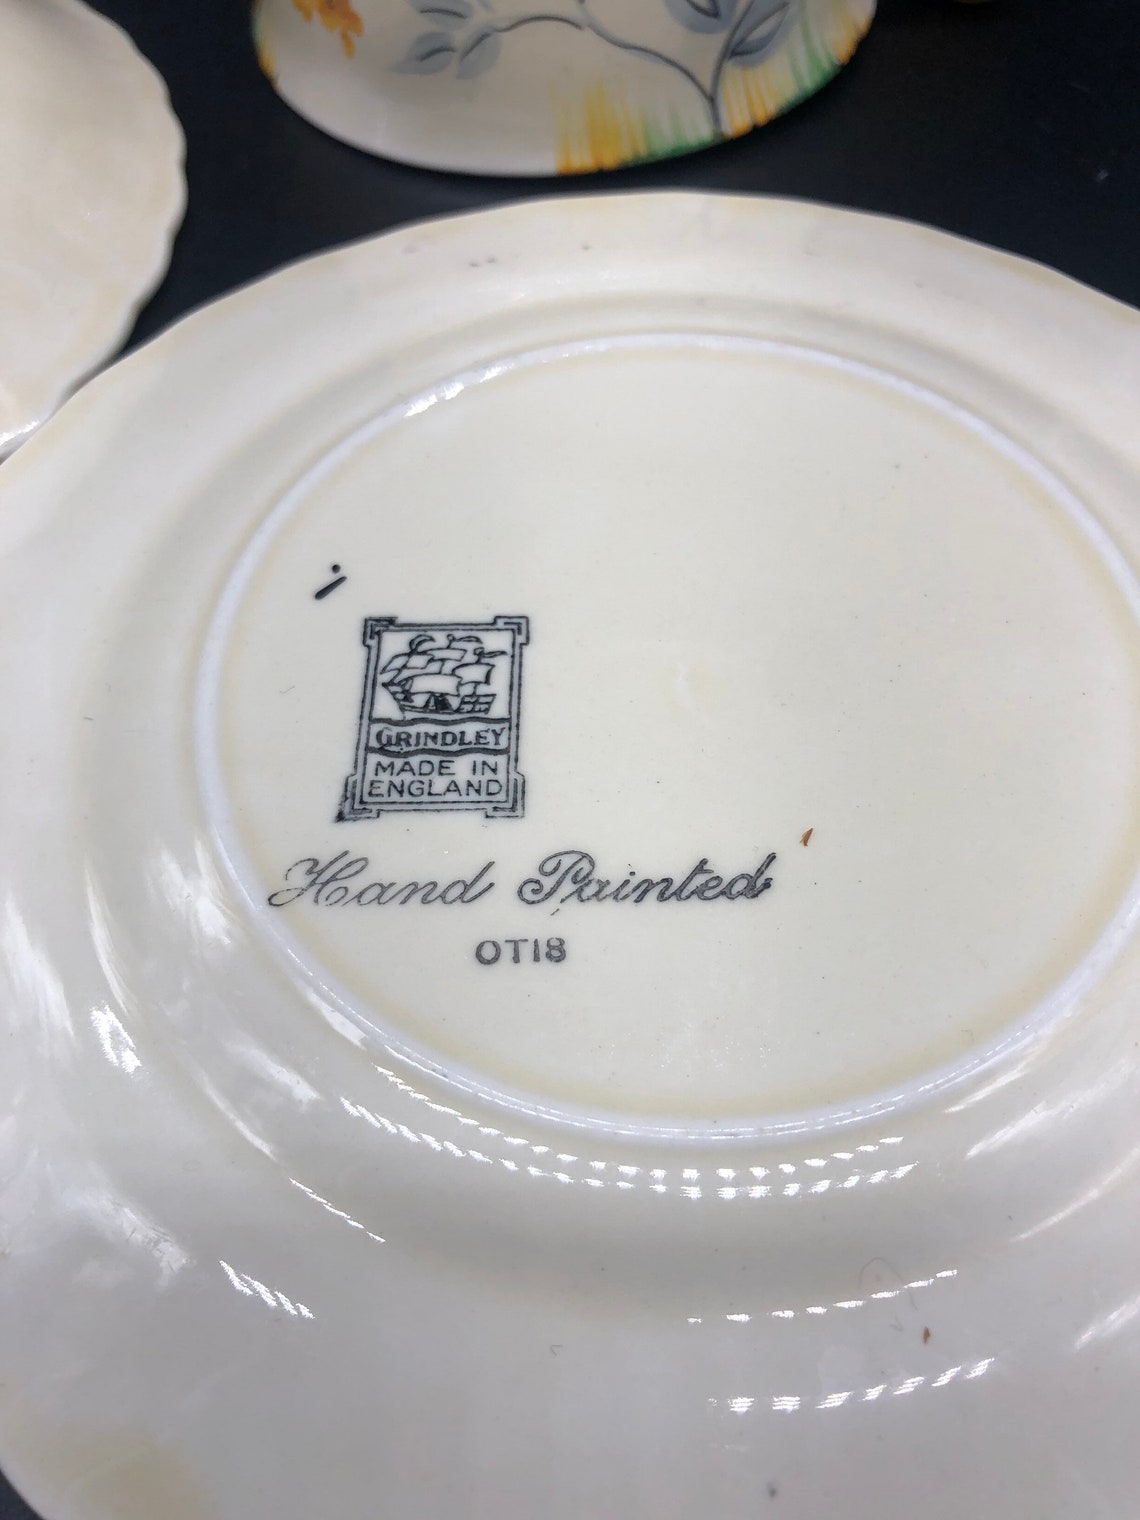 GRINDLEY
MADE IN
ENGLAND
Hand Painted
OT18